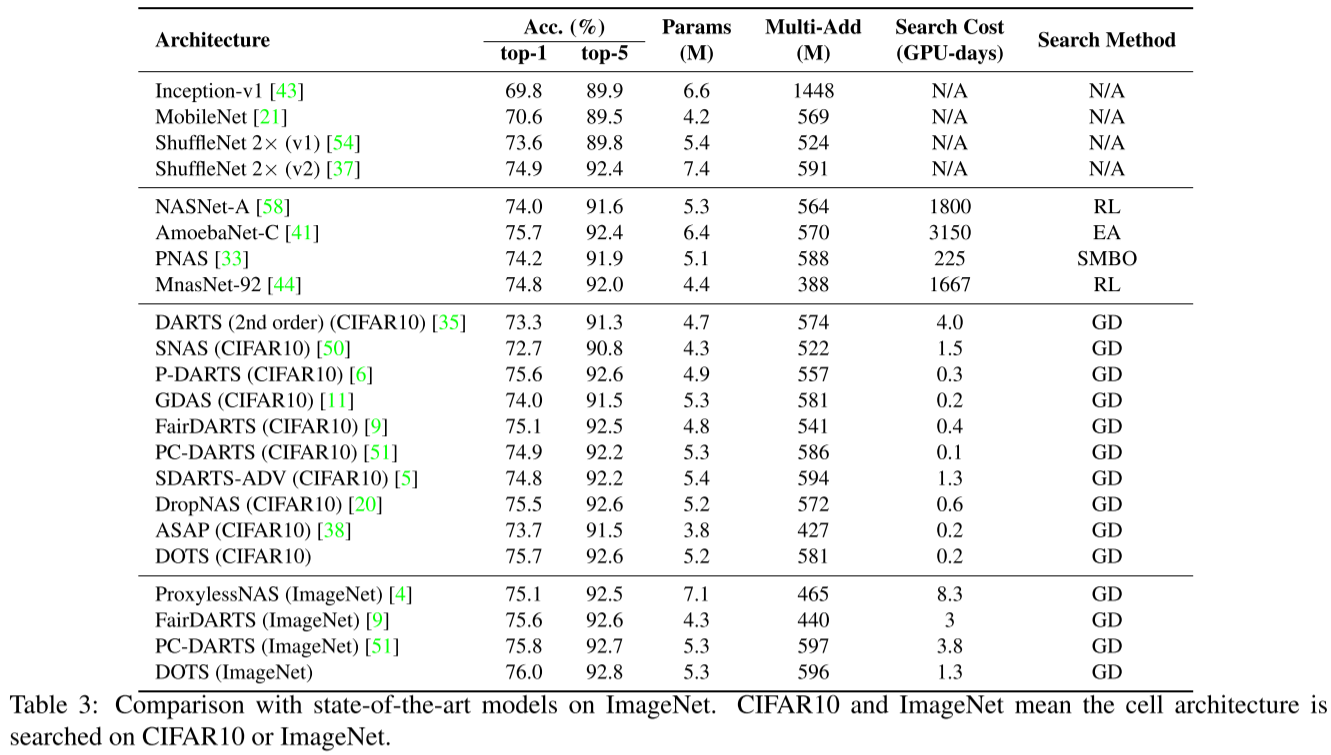 Architecture Acc. (%) Params Multi-Add Search Cost Search Method
top-1 top-5 (M) (M) (GPU-days)
Inception-v1 [43] 69.8 89.9 6.6 1448 N/A N/A
MobileNet [21] 70.6 89.5 4.2 569 N/A N/A
ShuffleNet 2× (v1) [54] 73.6 89.8 5.4 524 N/A N/A
ShuffleNet 2× (v2) [37] 74.9 92.4 7.4 591 N/A N/A
NASNet-A [58] 74.0 91.6 5.3 564 1800 RL
AmoebaNet-C [41] 75.7 92.4 6.4 570 3150 EA
PNAS [33] 74.2 91.9 5.1 588 225 SMBO
MnasNet-92 [44] 74.8 92.0 4.4 388 1667 RL
DARTS (2nd order) (CIFAR10) [35] 73.3 91.3 4.7 574 4.0 GD
SNAS (CIFAR10) [50] 72.7 90.8 4.3 522 1.5 GD
P-DARTS (CIFAR10) [6] 75.6 92.6 4.9 557 0.3 GD
GDAS (CIFAR10) [11] 74.0 91.5 5.3 581 0.2 GD
FairDARTS (CIFAR10) [9] 75.1 92.5 4.8 541 0.4 GD
PC-DARTS (CIFAR10) [51] 74.9 92.2 5.3 586 0.1 GD
SDARTS-ADV (CIFAR10) [5] 74.8 92.2 5.4 594 1.3 GD
DropNAS (CIFAR10) [20] 75.5 92.6 5.2 572 0.6 GD
ASAP (CIFAR10) [38] 73.7 91.5 3.8 427 0.2 GD
DOTS (CIFAR10) 75.7 92.6 5.2 581 0.2 GD
ProxylessNAS (ImageNet) [4] 75.1 92.5 7.1 465 8.3 GD
FairDARTS (ImageNet) [9] 75.6 92.6 4.3 440 3 GD
PC-DARTS (ImageNet) [51] 75.8 92.7 5.3 597 3.8 GD
DOTS (ImageNet) 76.0 92.8 5.3 596 1.3 GD
Table 3: Comparison with state-of-the-art models on ImageNet. CIFAR10 and ImageNet mean the cell architecture is
searched on CIFAR10 or ImageNet.